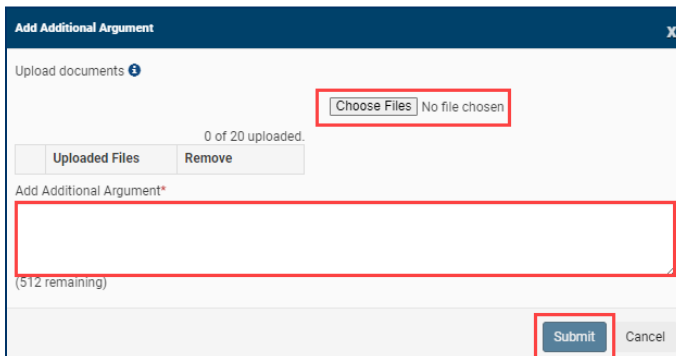 Add Additional Argument
X
Upload documents
Choose Files No file chosen
0 of 20 uploaded.
Uploaded Files Remove
Add Additional Argument*
(512 remaining)
Submit Cancel